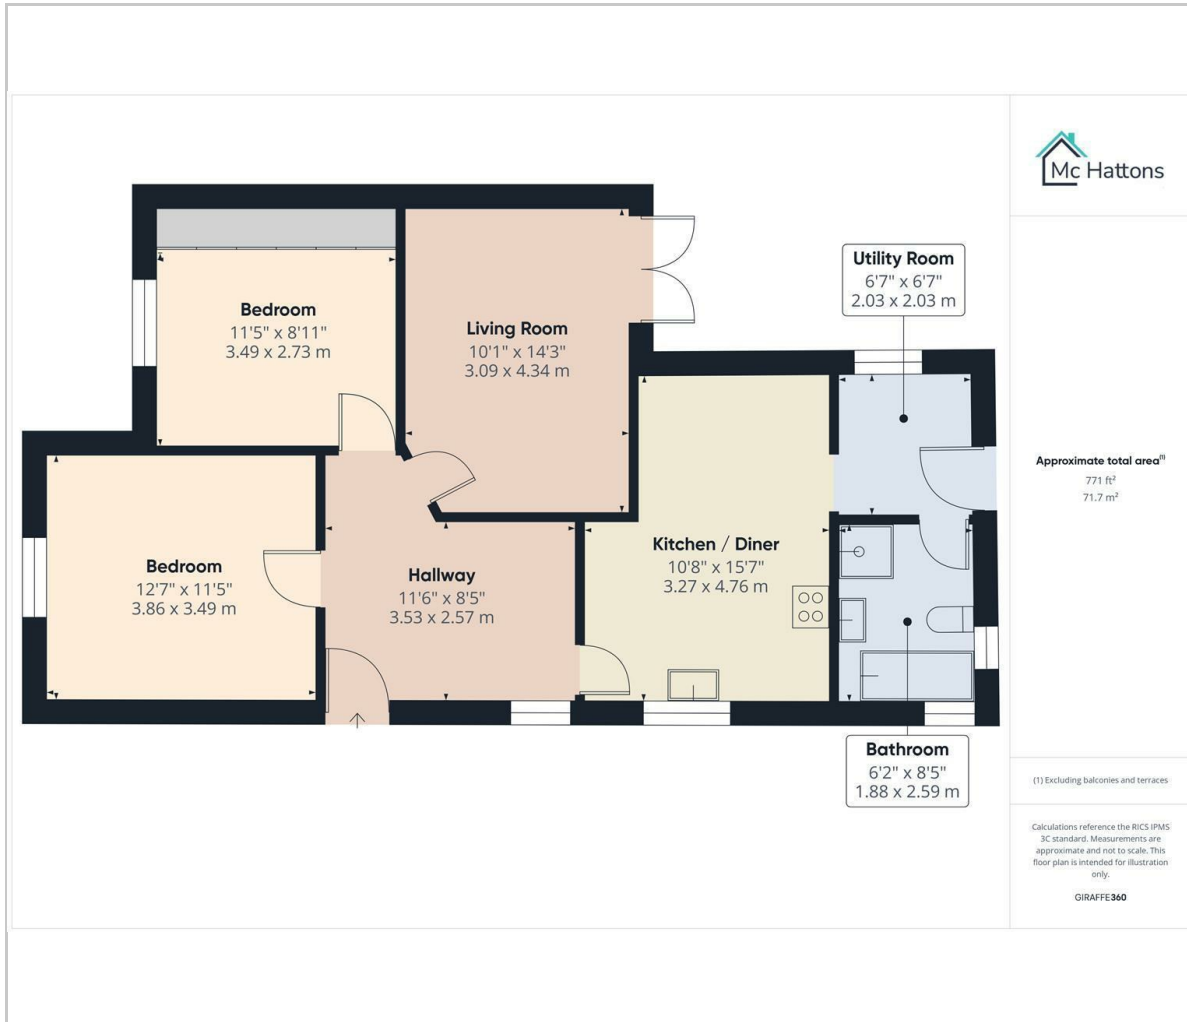 Mc Hattons
Utility Room
6'7" x 6'7"
2.03 x 2.03 m
Bedroom
11'5" x 8'11"
3.49 x 2.73 m
Living Room
10'1" x 14'3"
3.09 x 4.34 m
Approximate total area(1)
771 ft²
71.7 m²
Kitchen / Diner
10'8" x 15'7"
3.27 x 4.76 m
Bedroom
12'7" x 11'5"
3.86 x 3.49 m
Hallway
11'6" x 8'5"
3.53 x 2.57 m
Bathroom
6'2" x 8'5"
1.88 x 2.59 m
(1) Excluding balconies and terraces
Calculations reference the RICS IPMS
3C standard. Measurements are
approximate and not to scale. This
floor plan is intended for illustration
only.
GIRAFFE360